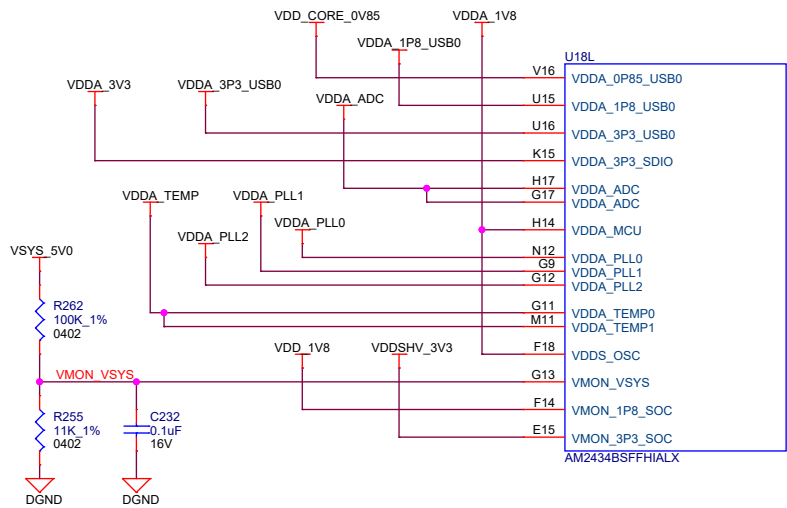 VDD_CORE_0V85
VDDA_1V8
VDDA_1P8_USB0
U18L
VDDA_3V3
VDDA_3P3_USB0
VDDA_ADC
V16 VDDA_0P85_USB0
U15 VDDA_1P8_USB0
U16 VDDA_3P3_USB0
K15 VDDA_3P3_SDIO
H17 VDDA_ADC
G17 VDDA_ADC
VDDA_TEMP
VDDA_PLL1
VDDA_PLL0
VDDA_PLL2
H14 VDDA_MCU
N12 VDDA_PLL0
G9 VDDA_PLL1
G12 VDDA_PLL2
VSYS_5V0
R262
100K_1%
0402
G11 VDDA_TEMP0
M11 VDDA_TEMP1
VDD_1V8
VDDSHV_3V3
F18 VDDS_OSC
VMON_VSYS
G13 VMON_VSYS
F14 VMON_1P8_SOC
E15 VMON_3P3_SOC
R255
11K_1%
0402
C232
0.1uF
16V
AM2434BSFFHIALX
DGND
DGND